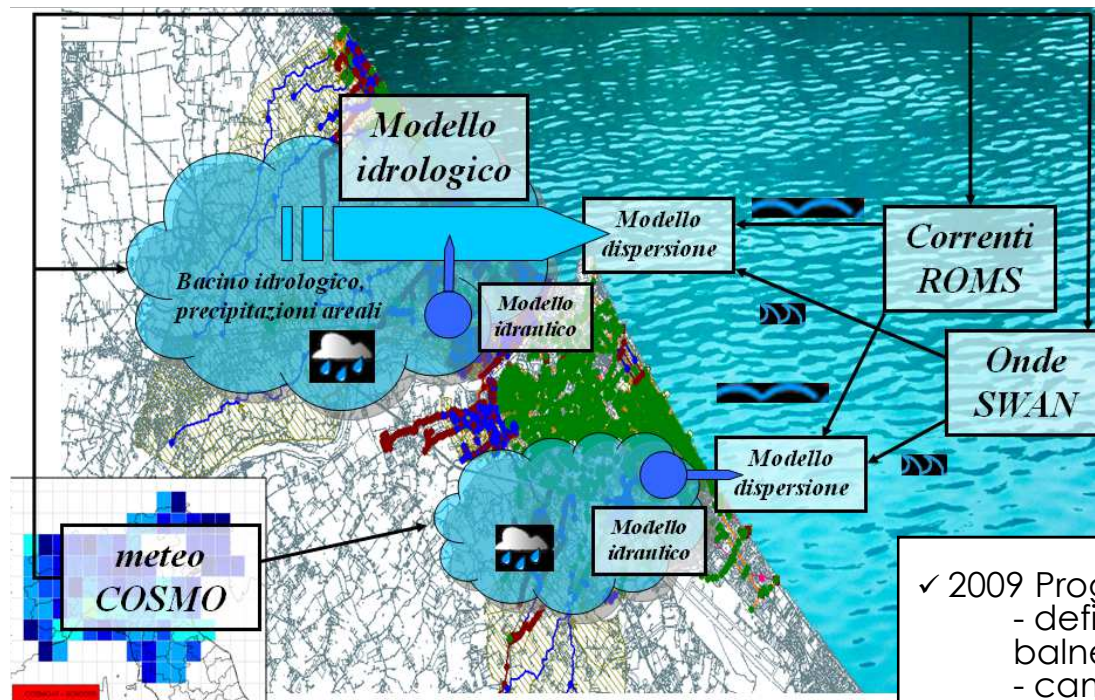 Modello
idrologico
Modello
dispersione
Correnti
ROMS
Bacino idrologico,
precipitazioni areali
Modello
idraulico
Onde
SWAN
Modello
dispersione
Modello
idraulico
meteo
COSMO
✓ 2009 Prog
- defi
balne
- can